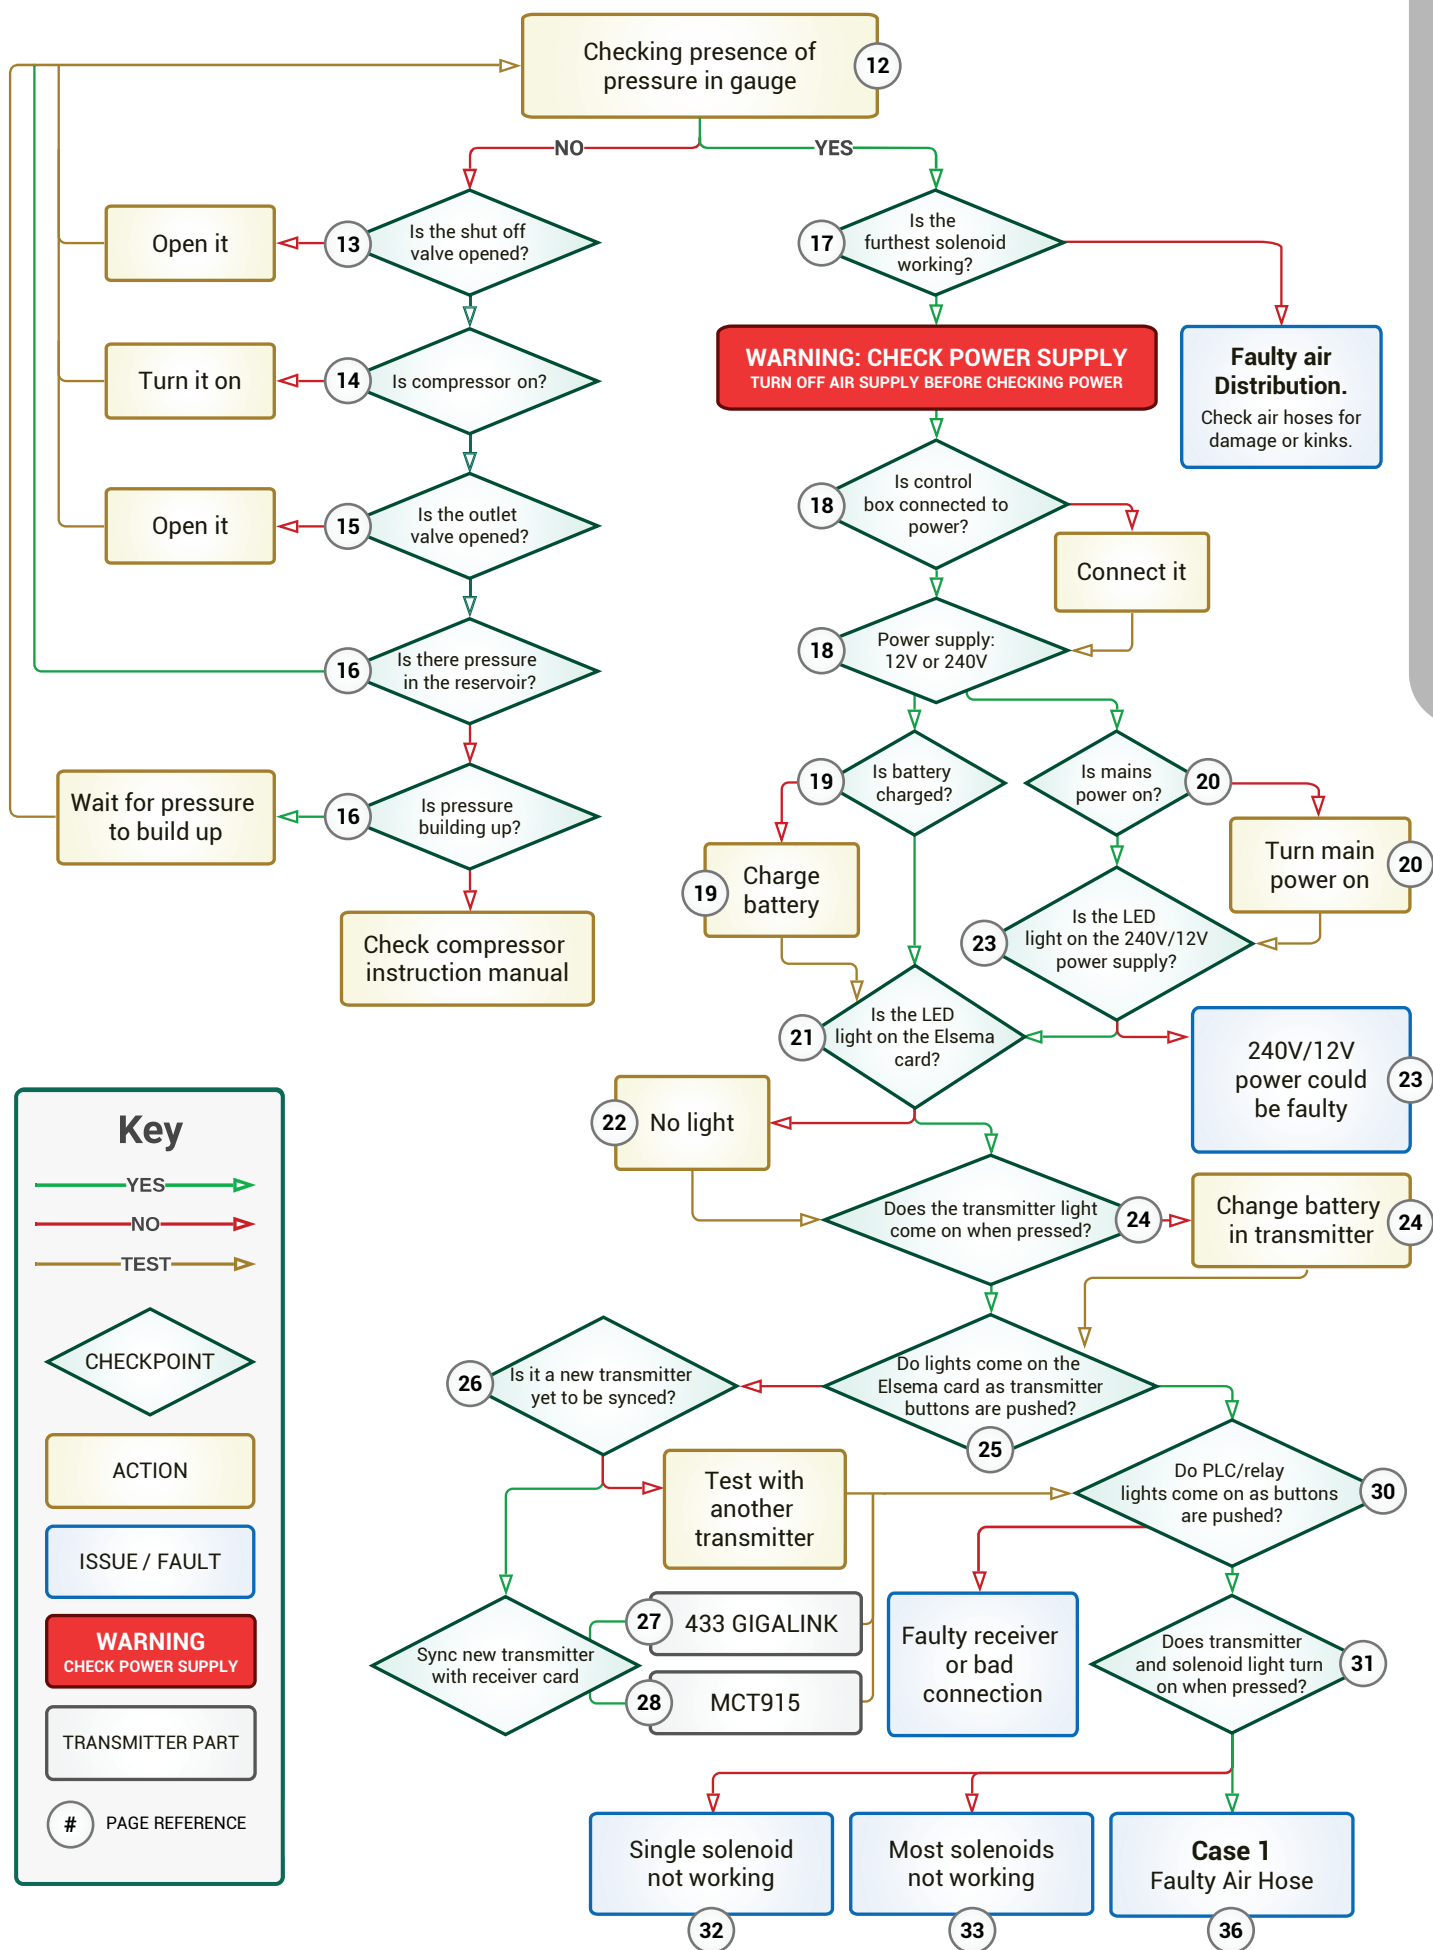 Checking presence of
pressure in gauge
12
NO
YES
Open it
13
Is the shut off
valve opened?
17
Is the
furthest solenoid
working?
WARNING: CHECK POWER SUPPLY
TURN OFF AIR SUPPLY BEFORE CHECKING POWER
Faulty air
Distribution.
Check air hoses for
damage or kinks.
Turn it on
14
Is compressor on?
Open it
15
Is the outlet
valve opened?
18
Is control
box connected to
power?
Connect it
16
Is there pressure
in the reservoir?
18
Power supply:
12V or 240V
Wait for pressure
to build up
16
Is pressure
building up?
19
Is battery
charged?
Is mains
power on?
20
19
Charge
battery
Turn main
power on
20
Check compressor
instruction manual
23
Is the LED
light on the 240V/12V
power supply?
21
Is the LED
light on the Elsema
card?
240V/12V
power could
be faulty
23
22
No light
Does the transmitter light
come on when pressed?
24
Change battery
in transmitter
24
26
Is it a new transmitter
yet to be synced?
Do lights come on the
Elsema card as transmitter
buttons are pushed?
25
Test with
another
transmitter
Do PLC/relay
lights come on as buttons
are pushed?
30
Sync new transmitter
with receiver card
27
433 GIGALINK
28
MCT915
Faulty receiver
or bad
connection
Does transmitter
and solenoid light turn
on when pressed?
31
Single solenoid
not working
32
Most solenoids
not working
33
Case 1
Faulty Air Hose
36
Key
YES
NO
TEST
CHECKPOINT
ACTION
ISSUE / FAULT
WARNING
CHECK POWER SUPPLY
TRANSMITTER PART
#
PAGE REFERENCE